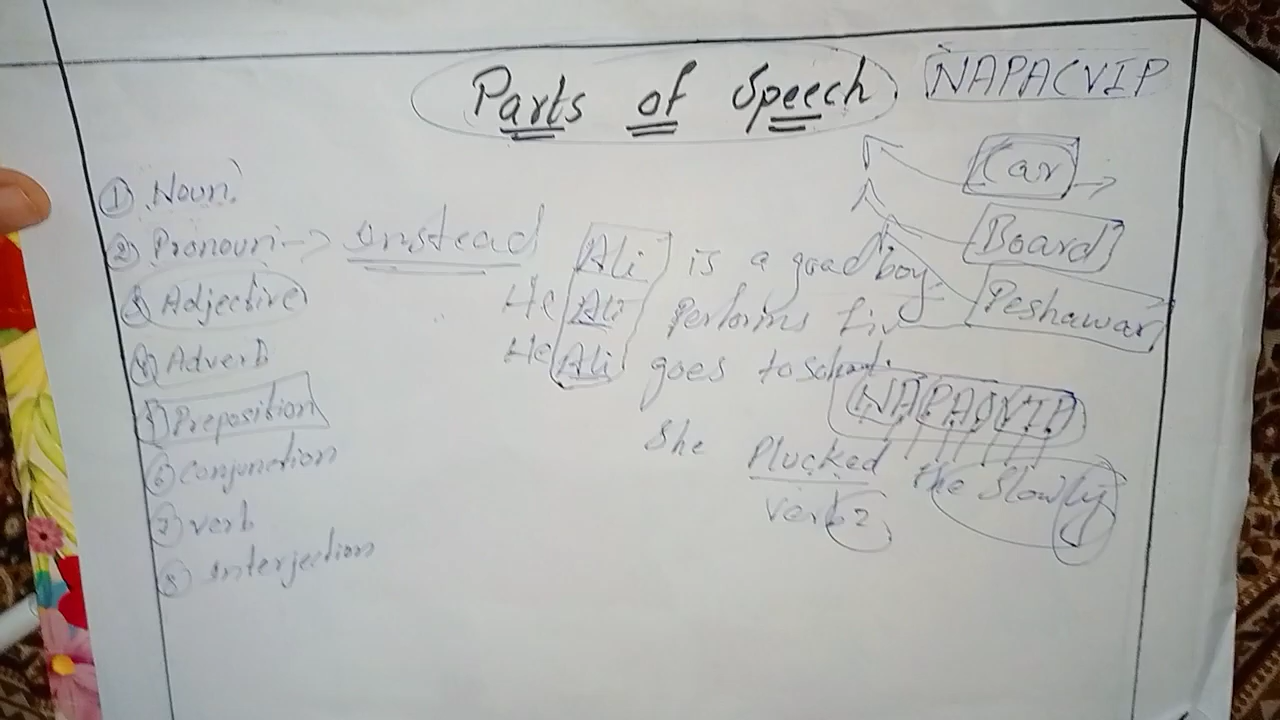 Parts of Speech
NAPACVIP
Car
Board
Peshawar
① Noun
② Pronoun → Instead
③ Adjective
④ Adverb
⑤ Preposition
⑥ Conjunction
⑦ verb
⑧ Interjection
Ali is a good boy
He Ali Performs
He Ali goes to school.
NAPACVIP
She Plucked the Slowly
verb 2